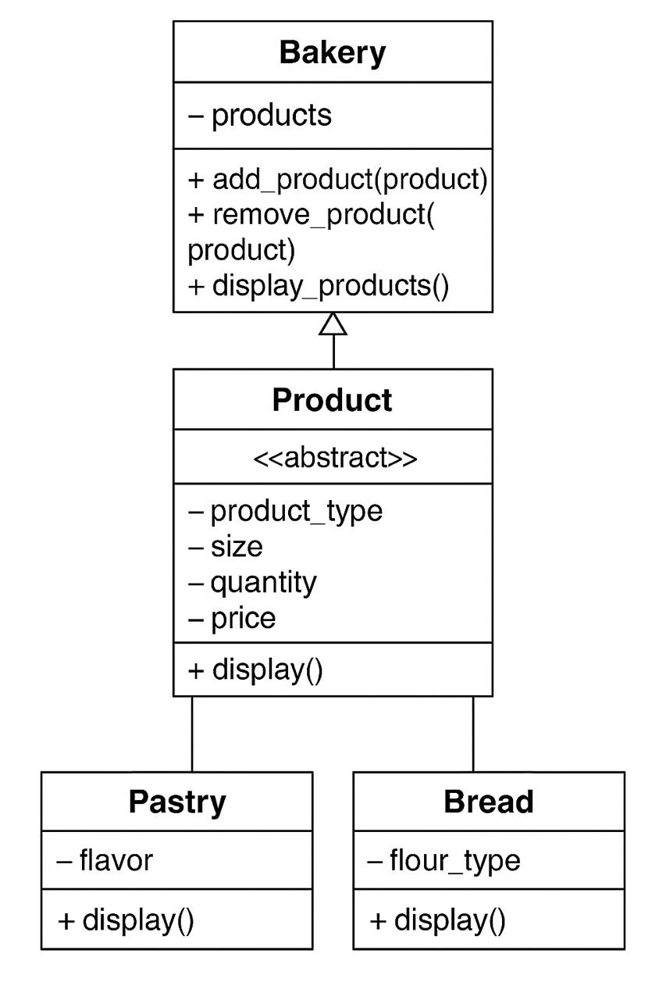 Bakery
– products
+ add_product(product)
+ remove_product(
product)
+ display_products()
Product
<<abstract>>
– product_type
– size
– quantity
– price
+ display()
Pastry
– flavor
+ display()
Bread
– flour_type
+ display()